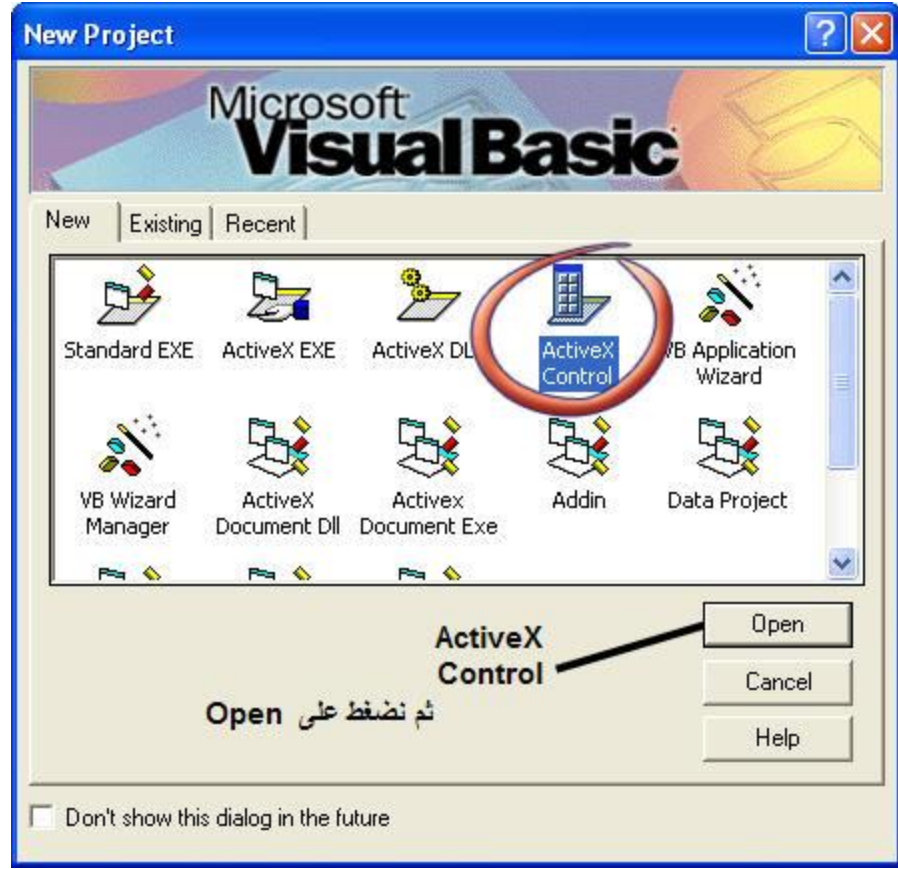 New Project
Microsoft
Visual Basic
New Existing Recent
Standard EXE
ActiveX EXE
ActiveX DL
ActiveX
Control
VB Application
Wizard
VB Wizard
Manager
ActiveX
Document Dll
Activex
Document Exe
Addin
Data Project
ActiveX
Control
ثم نضغط على Open
Open
Cancel
Help
Don't show this dialog in the future